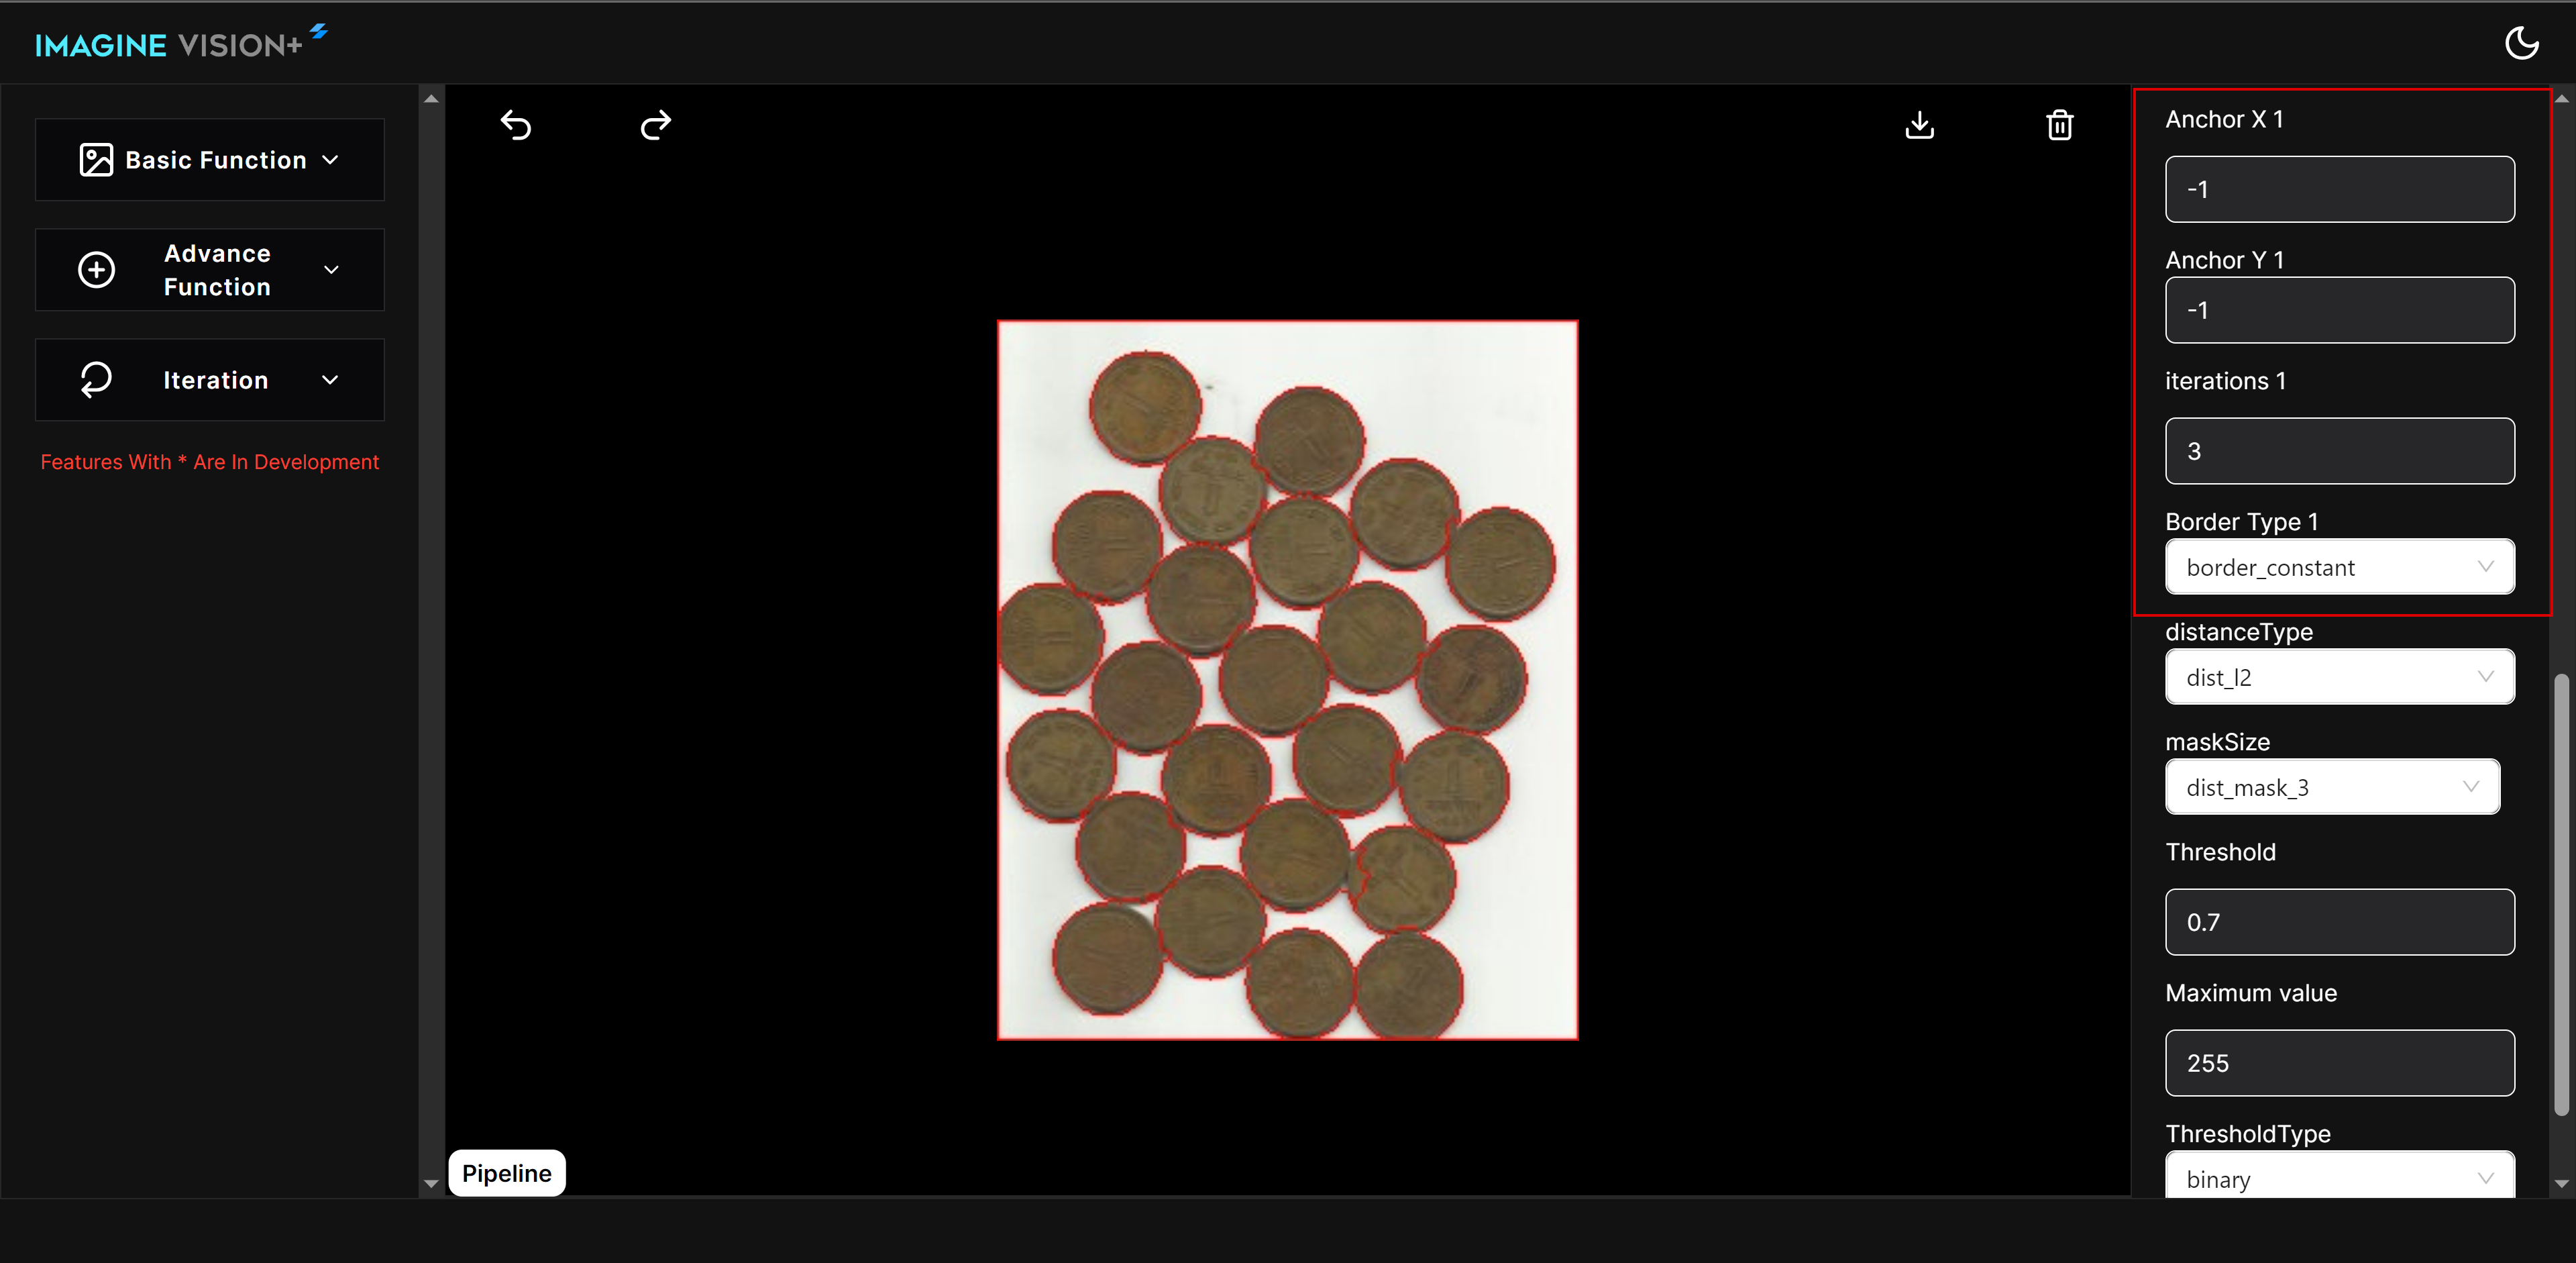 IMAGINE VISION+
Basic Function
Advance
Function
Iteration
Features With * Are In Development
Pipeline
Anchor X 1
-1
Anchor Y 1
-1
iterations 1
3
Border Type 1
border_constant
distanceType
dist_l2
maskSize
dist_mask_3
Threshold
0.7
Maximum value
255
ThresholdType
binary